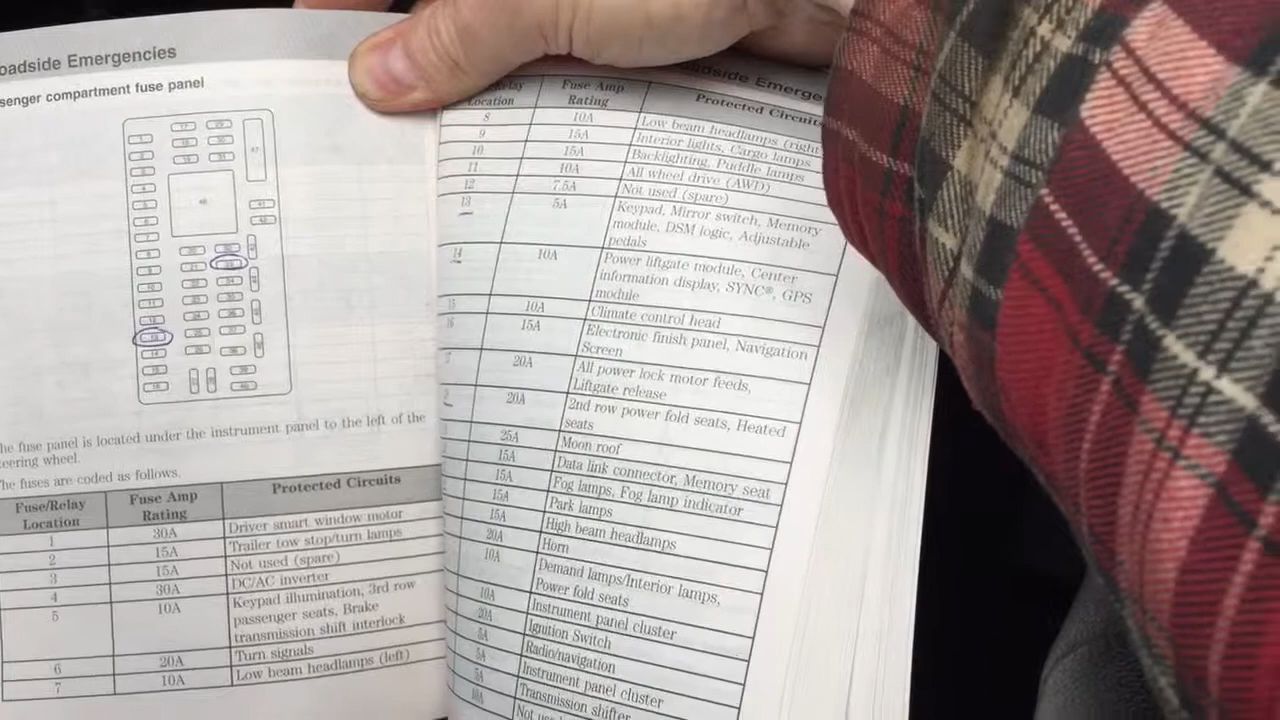 oadside Emergencies
senger compartment fuse panel
he fuse panel is located under the instrument panel to the left of the
eering wheel.
he fuses are coded as follows.
Fuse/Relay Location Fuse Amp Rating Protected Circuits
1 30A Driver smart window motor
2 15A Trailer tow stop/turn lamps
3 15A Not used (spare)
4 30A DC/AC inverter
5 10A Keypad illumination, 3rd row
passenger seats, Brake
transmission shift interlock
6 20A Turn signals
7 10A Low beam headlamps (left)
adside Emerge
Location Fuse Amp Rating Protected Circuits
8 10A Low beam headlamps (right
9 15A Interior lights, Cargo lamps
10 15A Backlighting, Puddle lamps
11 10A All wheel drive (AWD)
12 7.5A Not used (spare)
13 5A Keypad, Mirror switch, Memory
module, DSM logic, Adjustable
pedals
14 10A Power liftgate module, Center
information display, SYNC®, GPS
module
15 10A Climate control head
16 15A Electronic finish panel, Navigation
Screen
20A All power lock motor feeds,
Liftgate release
20A 2nd row power fold seats, Heated
seats
25A Moon roof
15A Data link connector, Memory seat
15A Fog lamps, Fog lamp indicator
15A Park lamps
15A High beam headlamps
20A Horn
10A Demand lamps/Interior lamps,
Power fold seats
10A Instrument panel cluster
20A Ignition Switch
5A Radio/navigation
5A Instrument panel cluster
5A Transmission shifter
10A Not